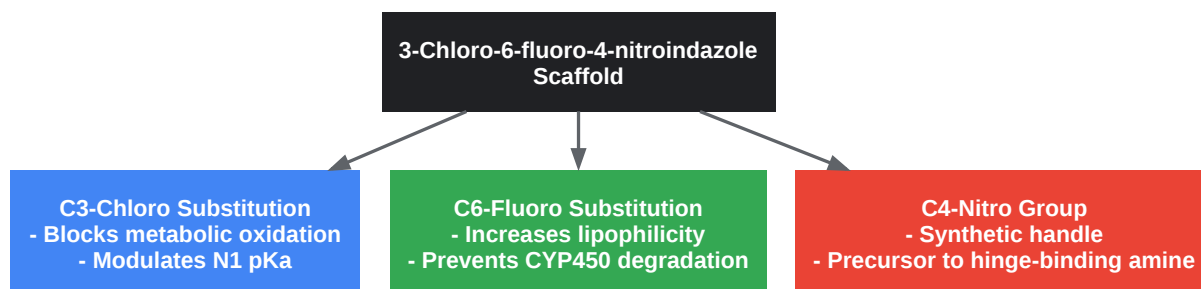 3-Chloro-6-fluoro-4-nitroindazole
Scaffold
C3-Chloro Substitution
- Blocks metabolic oxidation
- Modulates N1 pKa
C6-Fluoro Substitution
- Increases lipophilicity
- Prevents CYP450 degradation
C4-Nitro Group
- Synthetic handle
- Precursor to hinge-binding amine